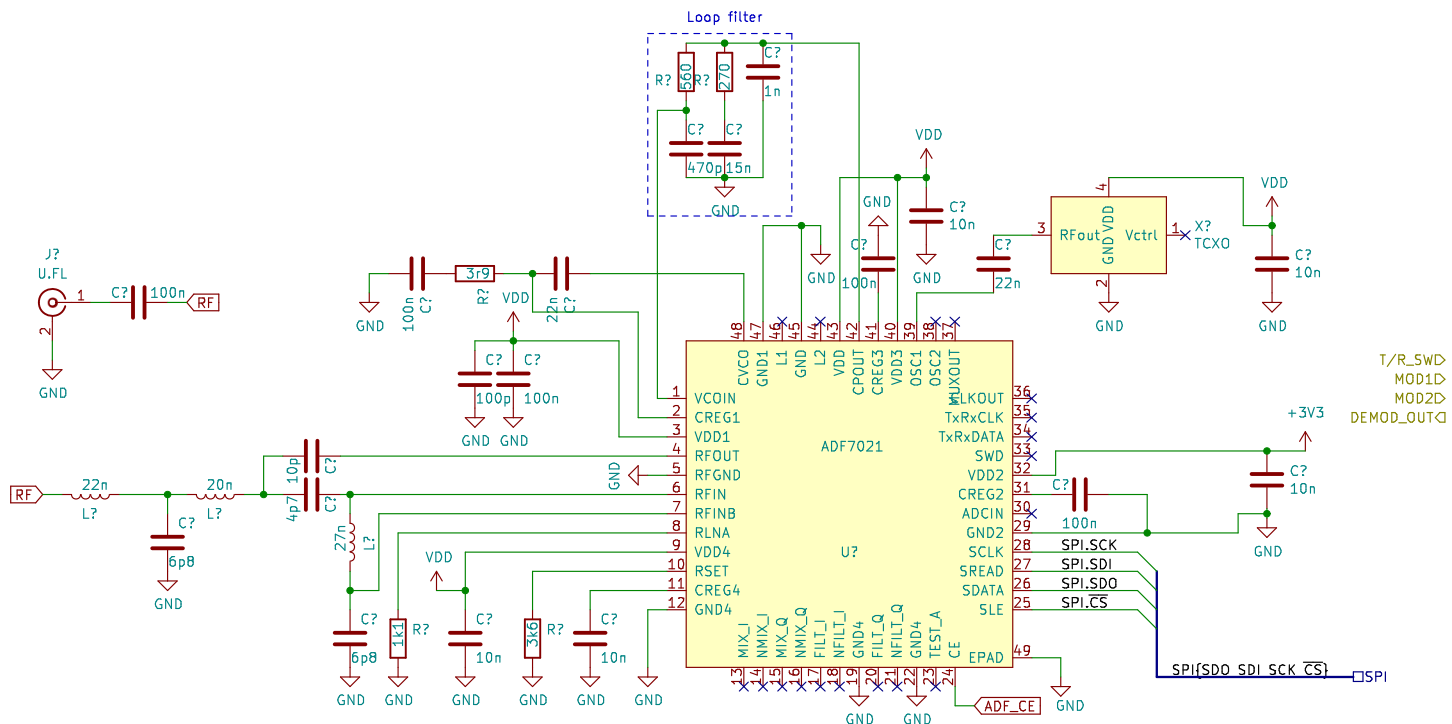 Loop filter
R?
560
R?
270
C?
1n
C?
470p
C?
15n
GND
VDD
C?
10n
GND
GND
C?
100n
GND
C?
22n
3
RFout
4
GND VDD
2
Vctrl
1
X?
TCXO
GND
VDD
C?
10n
GND
J?
U.FL
1
2
GND
C?
100n
RF
GND
100n
C?
3r9
R?
22n
C?
VDD
C?
100p
GND
C?
100n
GND
48
CVCO
47
GND1
46
L1
45
GND
44
L2
43
VDD
42
CPOUT
41
CREG3
40
VDD3
39
OSC1
38
OSC2
37
MUXOUT
1
VCOIN
2
CREG1
3
VDD1
4
RFOUT
5
RFGND
6
RFIN
7
RFINB
8
RLNA
9
VDD4
10
RSET
11
CREG4
12
GND4
ADF7021
U?
CLKOUT
36
TxRxCLK
35
TxRxDATA
34
SWD
33
VDD2
32
CREG2
31
ADCIN
30
GND2
29
SCLK
28
SREAD
27
SDATA
26
SLE
25
EPAD
49
MIX_I
13
NMIX_I
14
MIX_Q
15
NMIX_Q
16
FILT_I
17
NFILT_I
18
GND4
19
FILT_Q
20
NFILT_Q
21
GND4
22
TEST_A
23
CE
24
T/R_SW
MOD1
MOD2
DEMOD_OUT
+3V3
C?
10n
GND
C?
100n
SPI.SCK
SPI.SDI
SPI.SDO
SPI.CS
SPI{SDO SDI SCK CS}
SPI
GND
ADF_CE
GND
GND
RF
22n
L?
C?
6p8
GND
20n
L?
10p
C?
4p7
C?
27n
L?
GND
C?
6p8
GND
1k1
R?
GND
VDD
C?
10n
GND
3k6
R?
GND
C?
10n
GND
GND